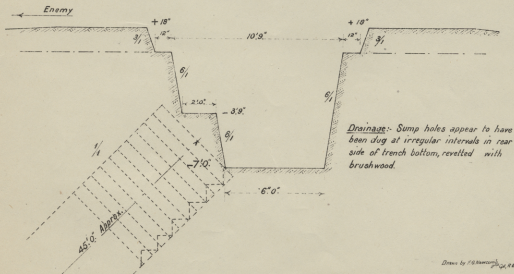 Enemy
+ 18"
+ 18"
3/1
12"
10'.9".
12"
3/1
6/1
6/1
2'.0".
- 3'.9".
6/1
- 7'.0".
1/1
45'.0". Approx.
6'.0".
Drainage:- Sump holes appear to have
been dug at irregular intervals in rear
side of trench bottom, revetted with
brushwood.
Drawn by